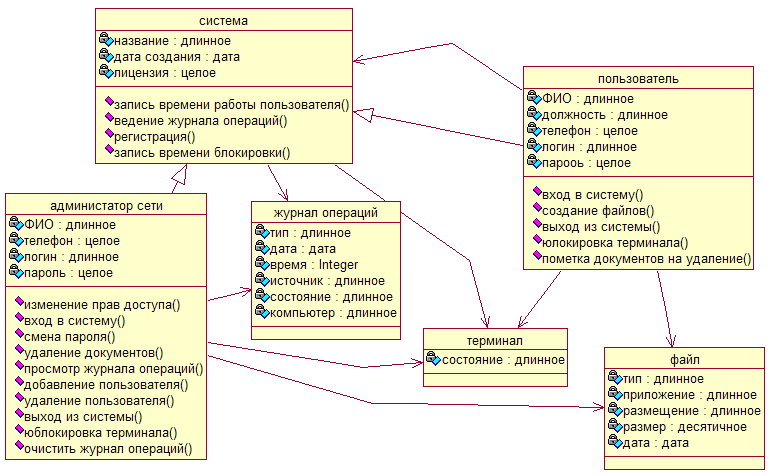 система
название : длинное
дата создания : дата
лицензия : целое
запись времени работы пользователя()
ведение журнала операций()
регистрация()
запись времени блокировки()
пользователь
ФИО : длинное
должность : длинное
телефон : целое
логин : длинное
парооь : целое
вход в систему()
создание файлов()
выход из системы()
юлокировка терминала()
пометка документов на удаление()
администатор сети
ФИО : длинное
телефон : целое
логин : длинное
пароль : целое
изменение прав доступа()
вход в систему()
смена пароля()
удаление документов()
просмотр журнала операций()
добавление пользователя()
удаление пользователя()
выход из системы()
юблокировка терминала()
очистить журнал операций()
журнал операций
тип : длинное
дата : дата
время : Integer
источник : длинное
состояние : длинное
компьютер : длинное
терминал
состояние : длинное
файл
тип : длинное
приложение : длинное
размещение : длинное
размер : десятичное
дата : дата